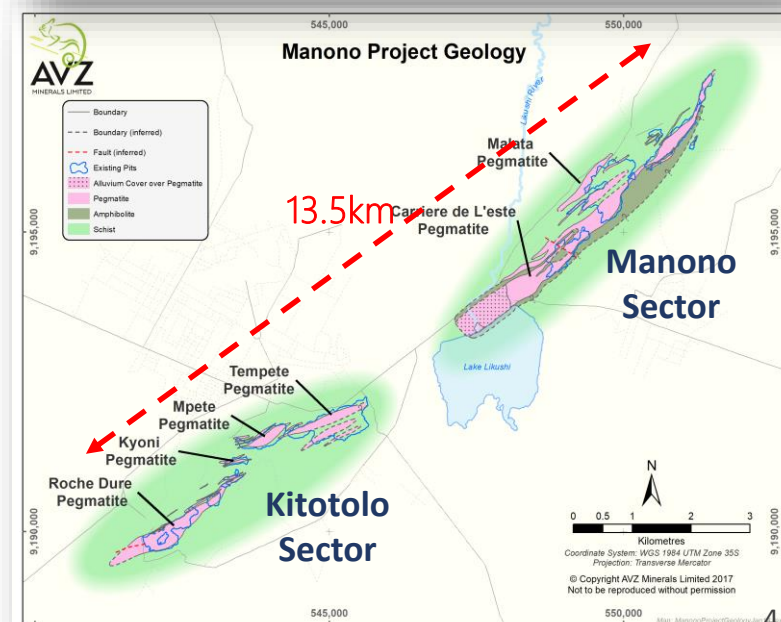 545,000
550,000
AVZ
MINERALS LIMITED
Manono Project Geology
Boundary
Boundary (inferred)
Fault (inferred)
Existing Pits
Alluvium Cover over Pegmatite
Pegmatite
Amphibolite
Schist
Likushi River
Malata
Pegmatite
13.5km
Carriere de L'este
Pegmatite
9,195,000
9,195,000
Manono
Sector
Lake Likushi
Tempete
Pegmatite
Mpete
Pegmatite
Kyoni
Pegmatite
Roche Dure
Pegmatite
Kitotolo
Sector
N
0 0.5 1 2 3
Kilometres
Coordinate System: WGS 1984 UTM Zone 35S
Projection: Transverse Mercator
© Copyright AVZ Minerals Limited 2017
Not to be reproduced without permission
9,190,000
9,190,000
545,000
550,000
4